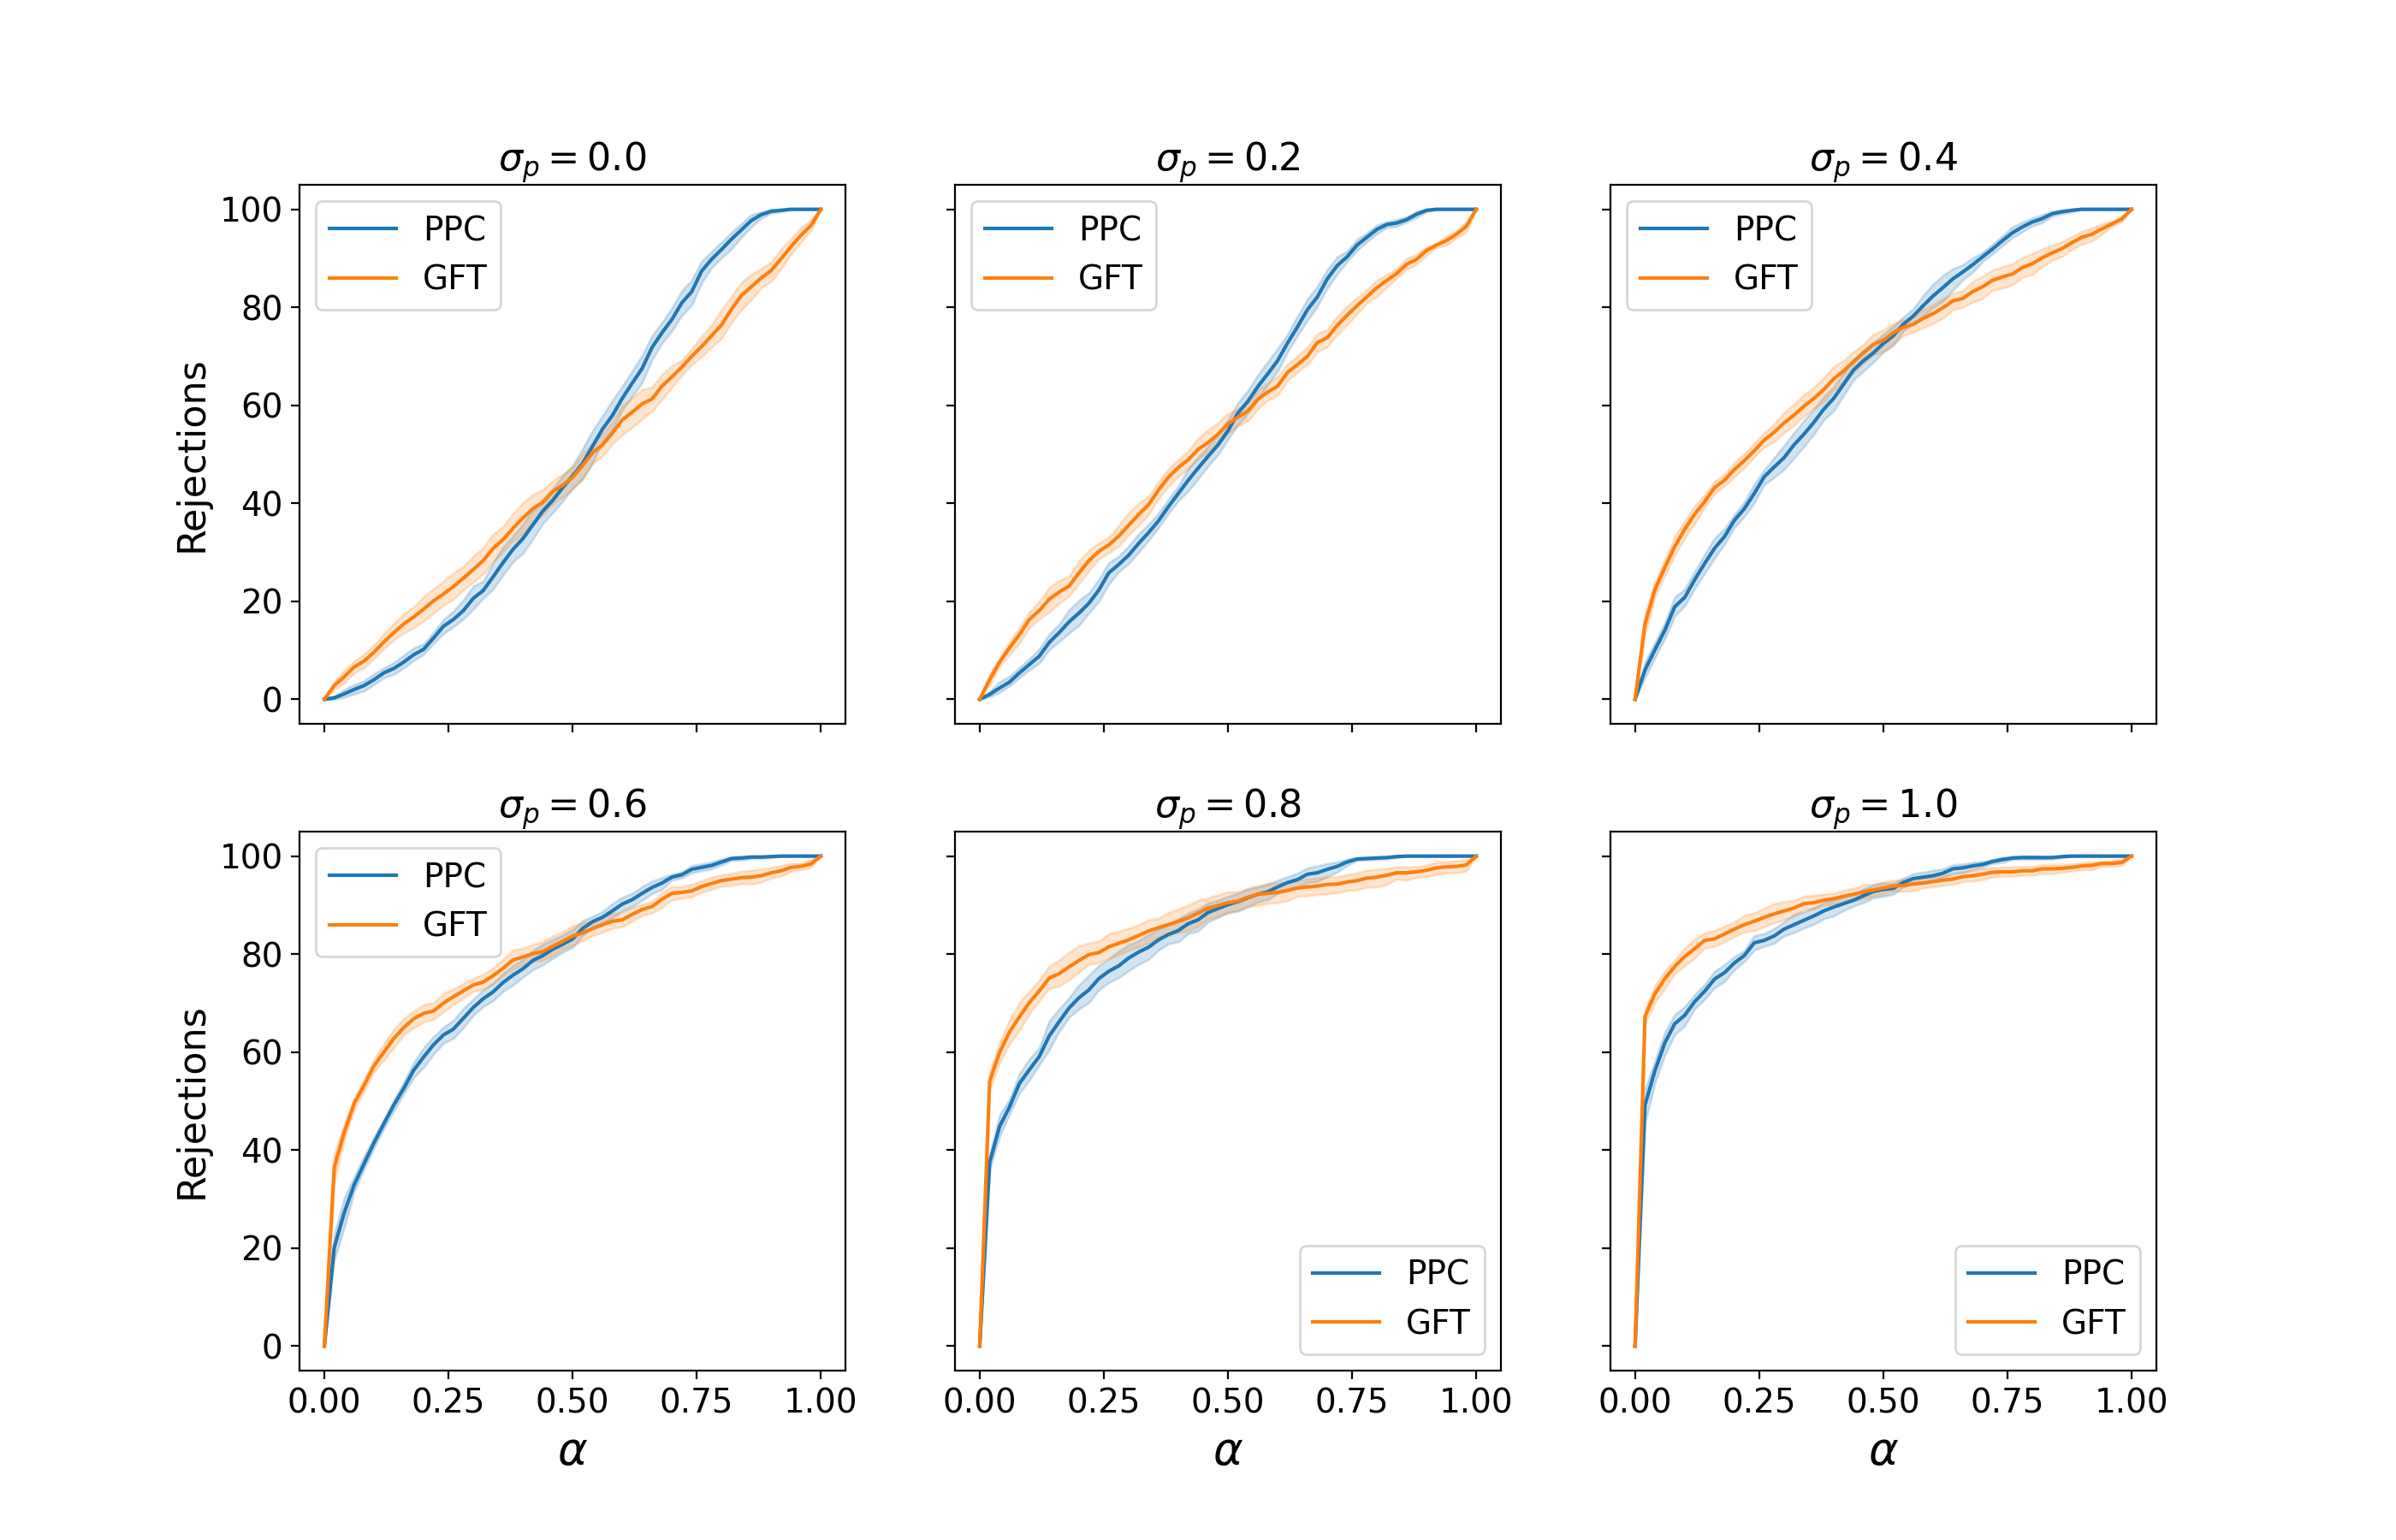 σp = 0.0
σp = 0.2
σp = 0.4
100
80
60
40
20
0
Rejections
PPC
GFT
PPC
GFT
PPC
GFT
σp = 0.6
σp = 0.8
σp = 1.0
100
80
60
40
20
0
Rejections
PPC
GFT
PPC
GFT
PPC
GFT
0.00 0.25 0.50 0.75 1.00
0.00 0.25 0.50 0.75 1.00
0.00 0.25 0.50 0.75 1.00
α
α
α